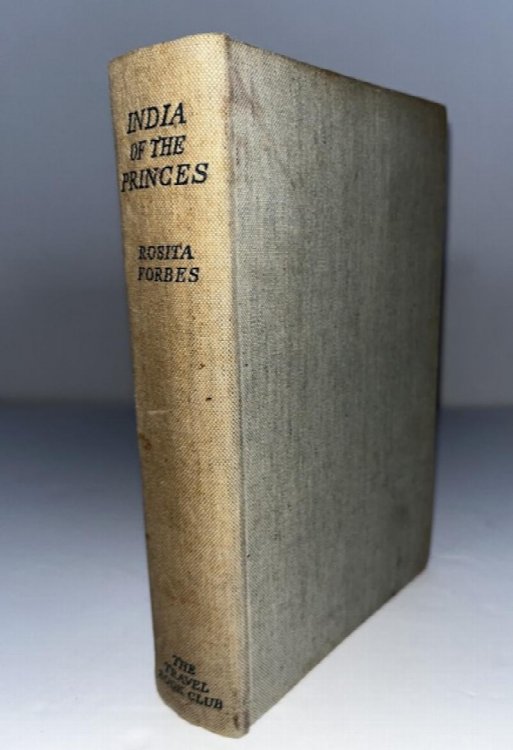 INDIA
OF THE
PRINCES
ROSITA
FORBES
THE
TRAVEL
BOOK CLUB